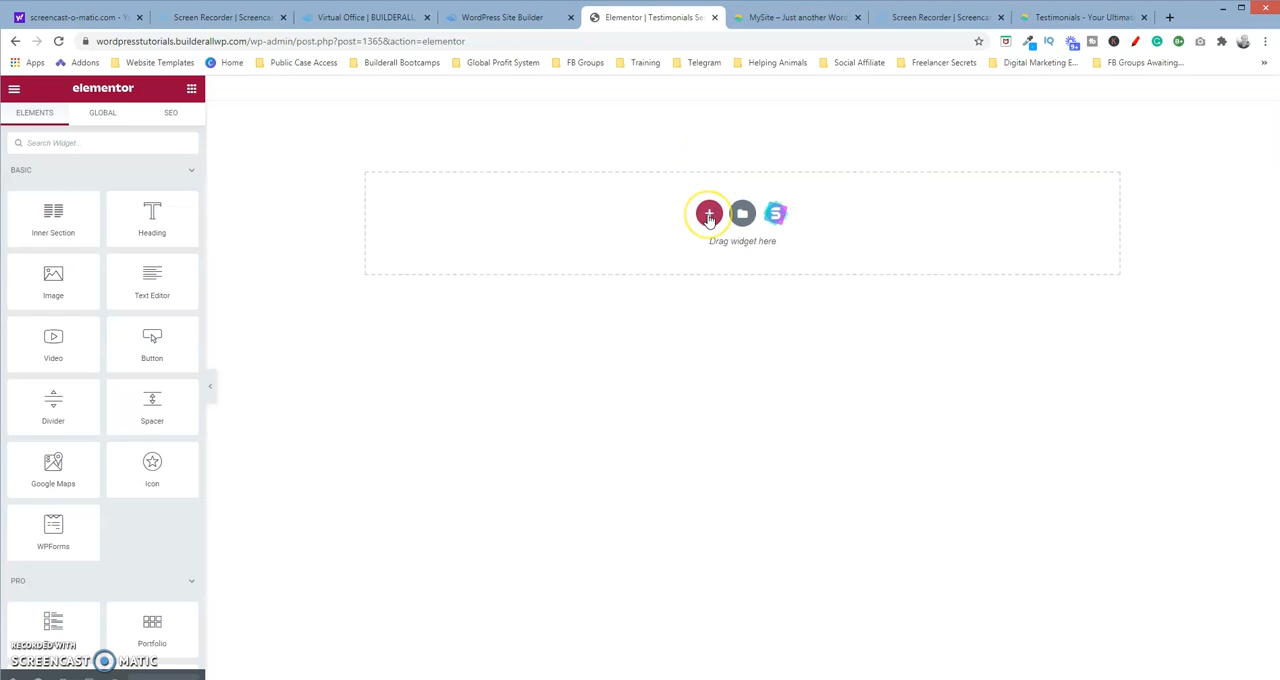 screencast-o-matic.com - Y
Screen Recorder | Screencas
Virtual Office | BUILDERALL
WordPress Site Builder
Elementor | Testimonials Se
MySite – Just another Word
Screen Recorder | Screencas
Testimonials - Your Ultimat
wordpresstutorials.builderallwp.com/wp-admin/post.php?post=1365&action=elementor
Apps
Addons
Website Templates
Home
Public Case Access
Builderall Bootcamps
Global Profit System
FB Groups
Training
Telegram
Helping Animals
Social Affiliate
Freelancer Secrets
Digital Marketing E...
FB Groups Awaiting...
elementor
ELEMENTS
GLOBAL
SEO
Search Widget...
BASIC
Inner Section
Heading
Image
Text Editor
Video
Button
Divider
Spacer
Google Maps
Icon
WPForms
PRO
Portfolio
Drag widget here
RECORDED WITH
SCREENCAST MATIC